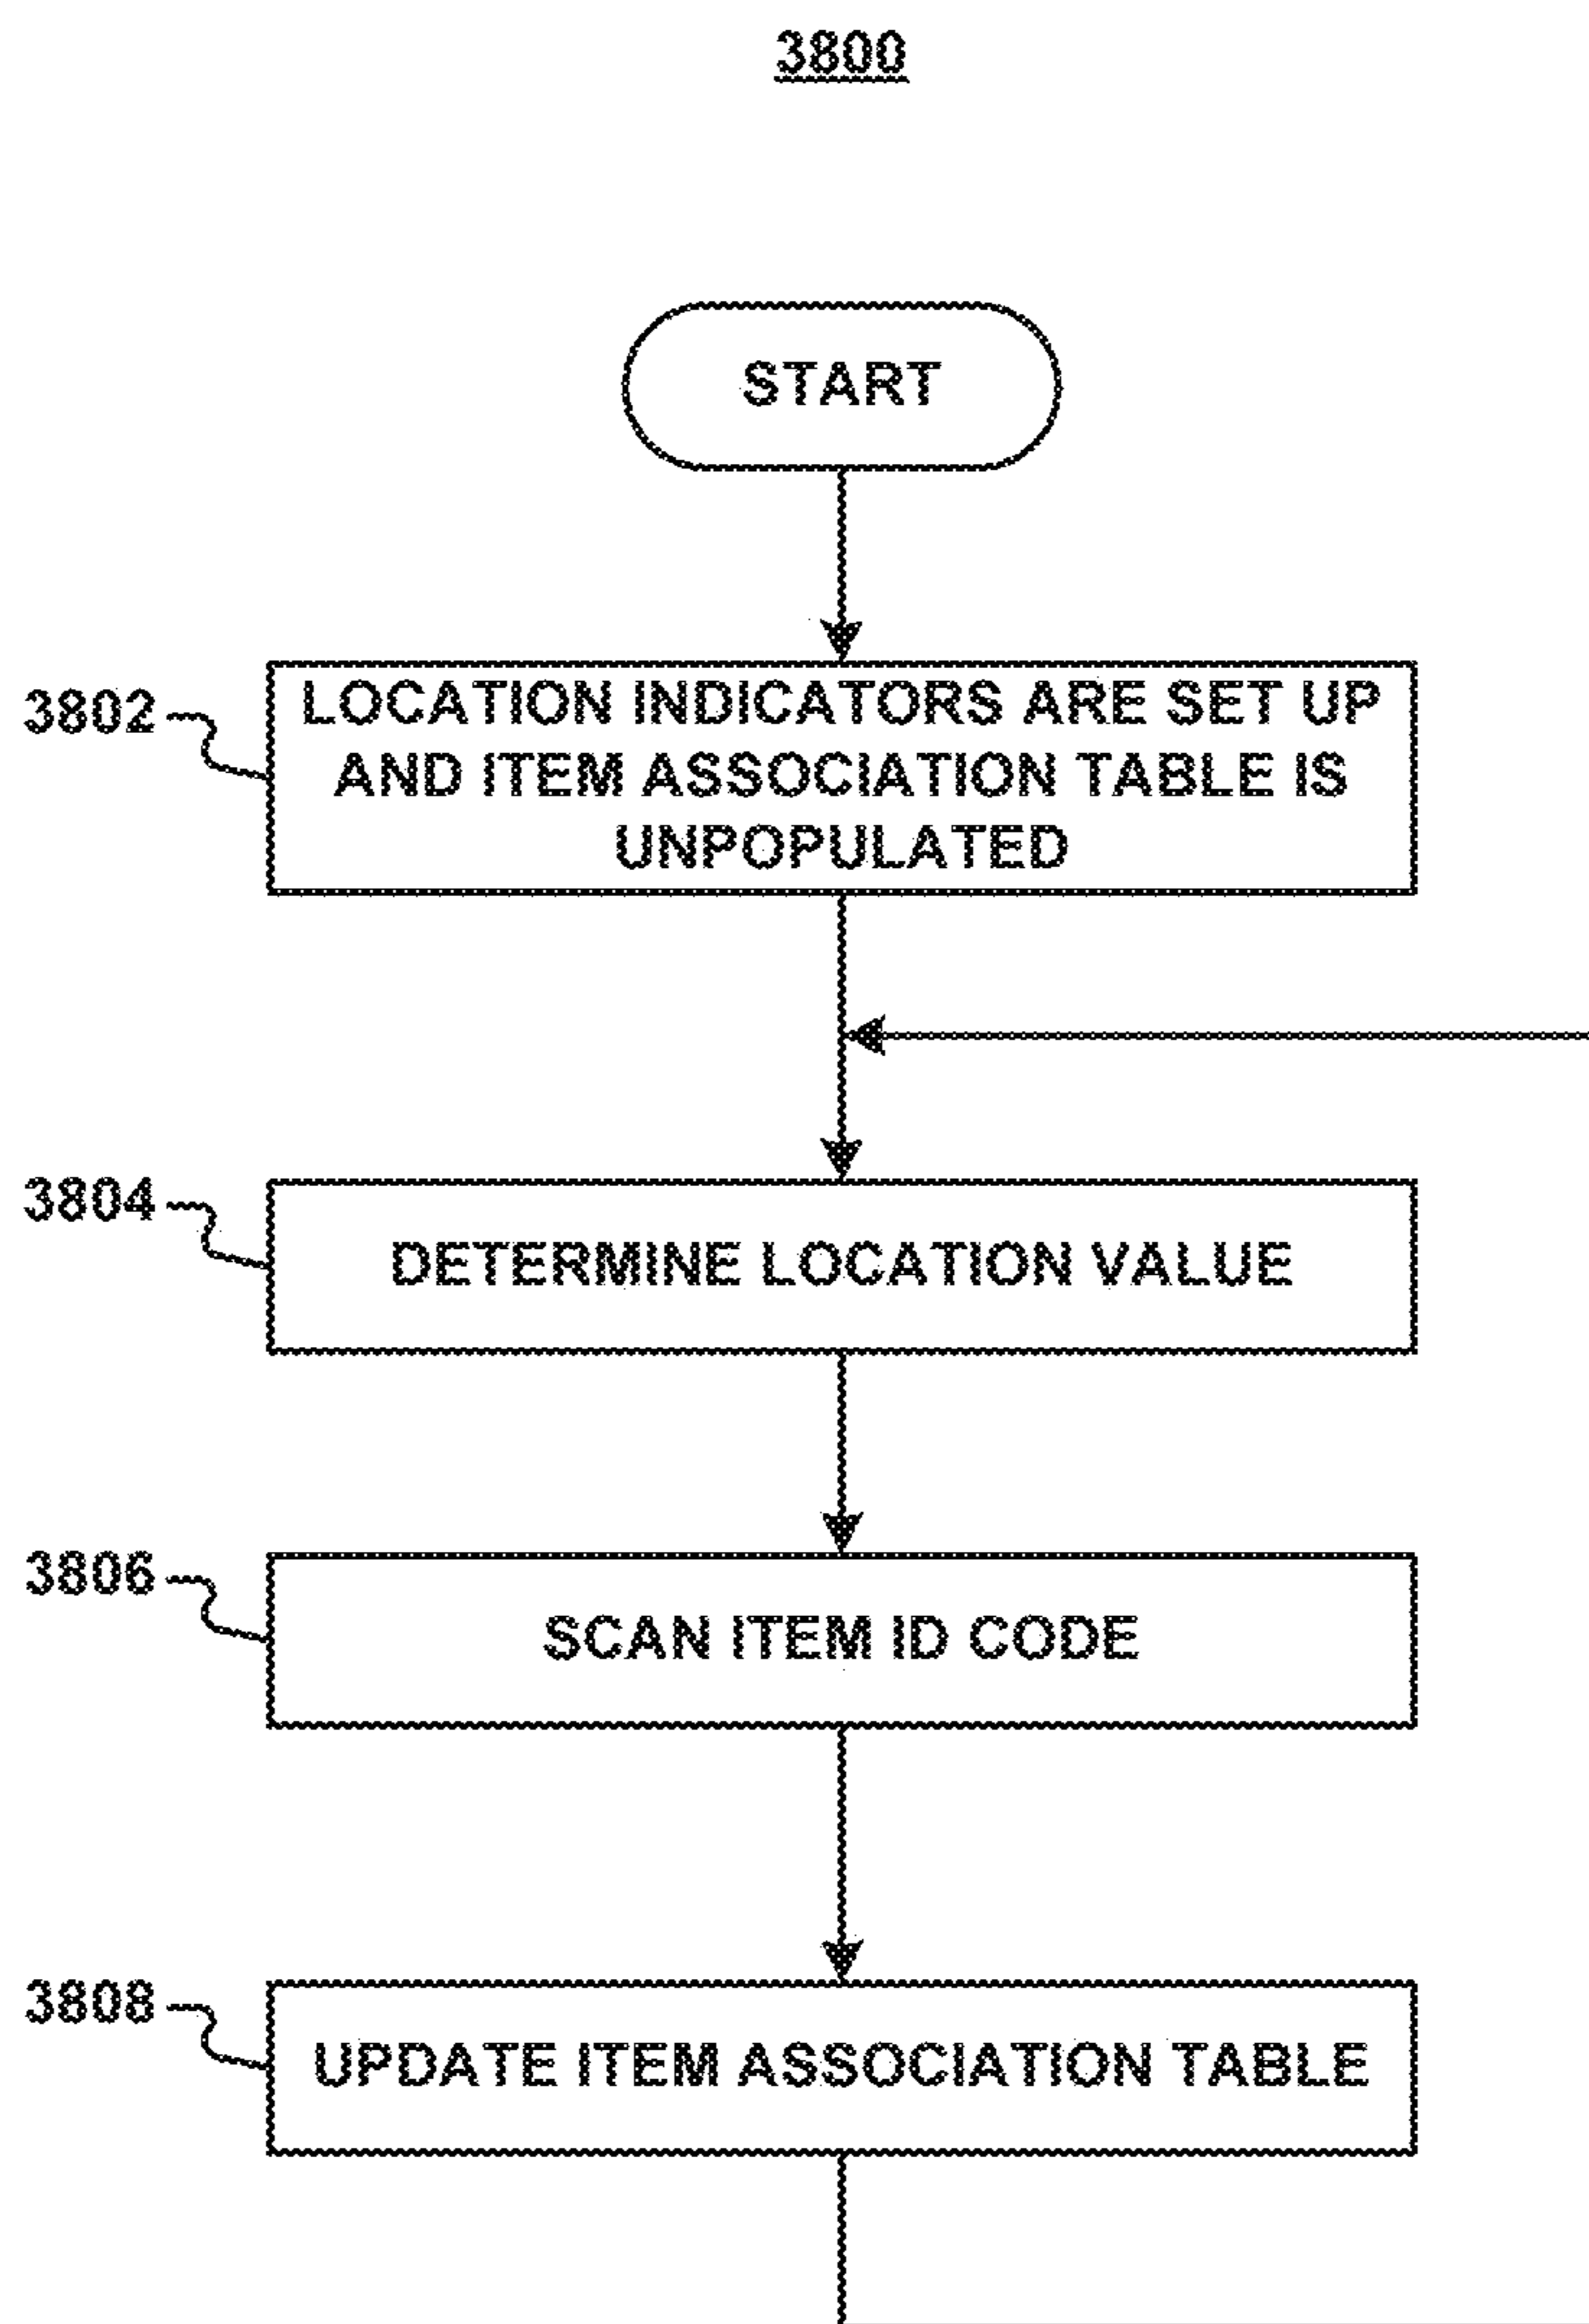 3800
START
3802
LOCATION INDICATORS ARE SET UP
AND ITEM ASSOCIATION TABLE IS
UNPOPULATED
3804
DETERMINE LOCATION VALUE
3806
SCAN ITEM ID CODE
3808
UPDATE ITEM ASSOCIATION TABLE